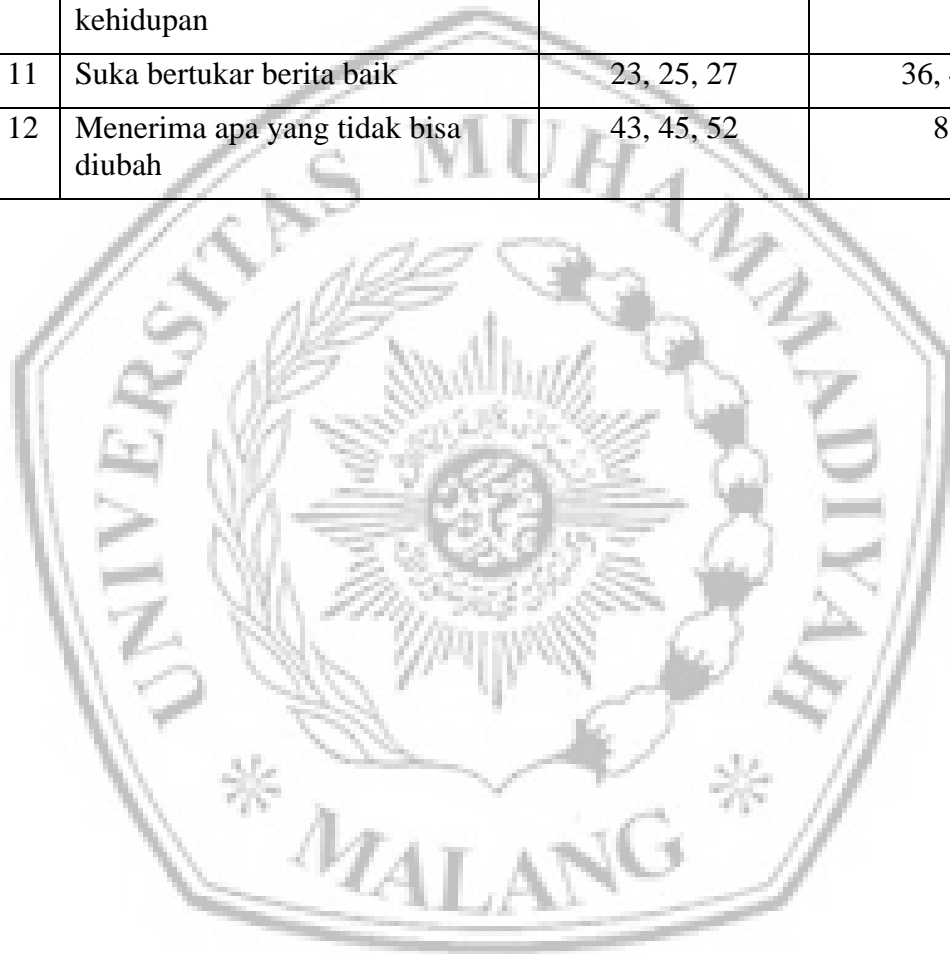 kehidupan
11 Suka bertukar berita baik 23, 25, 27 36,
12 Menerima apa yang tidak bisa 43, 45, 52 8
diubah
UNIVERSITAS MUHAMMADIYAH
MALANG